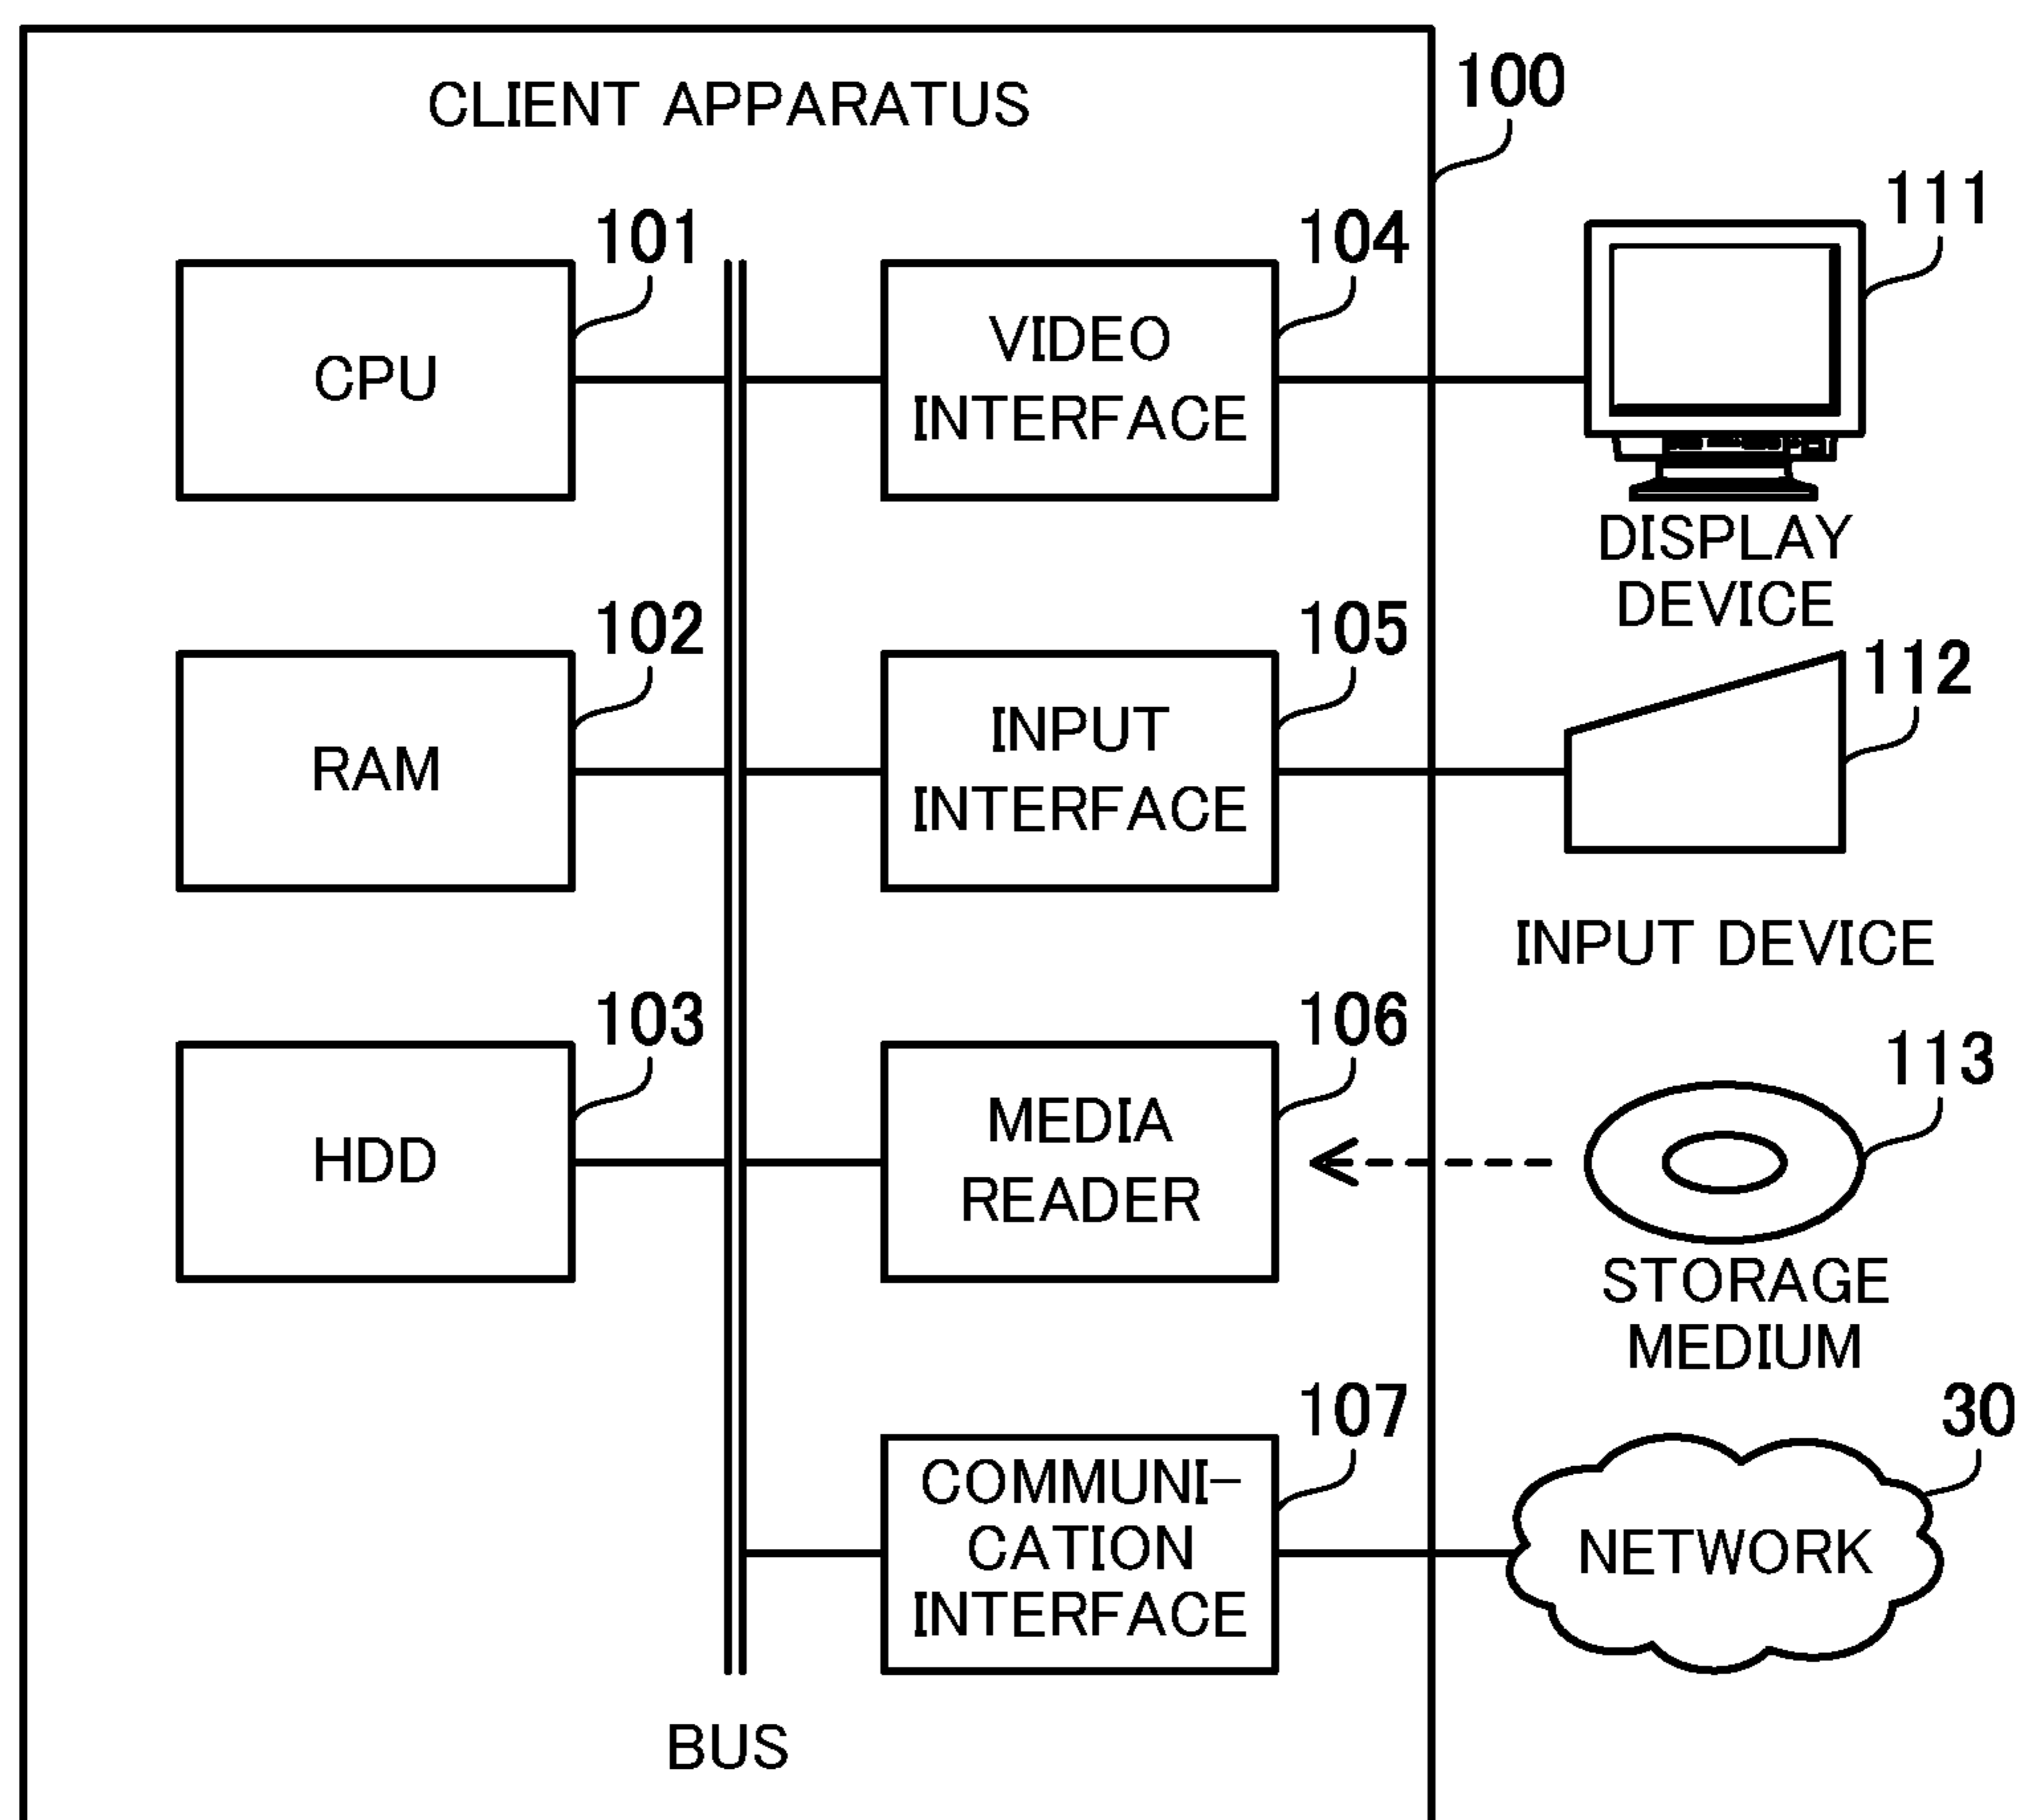 CLIENT APPARATUS
100
101
CPU
104
VIDEO
INTERFACE
111
DISPLAY
DEVICE
102
RAM
105
INPUT
INTERFACE
112
INPUT DEVICE
103
HDD
106
MEDIA
READER
113
STORAGE
MEDIUM
107
COMMUNI-
CATION
INTERFACE
30
NETWORK
BUS